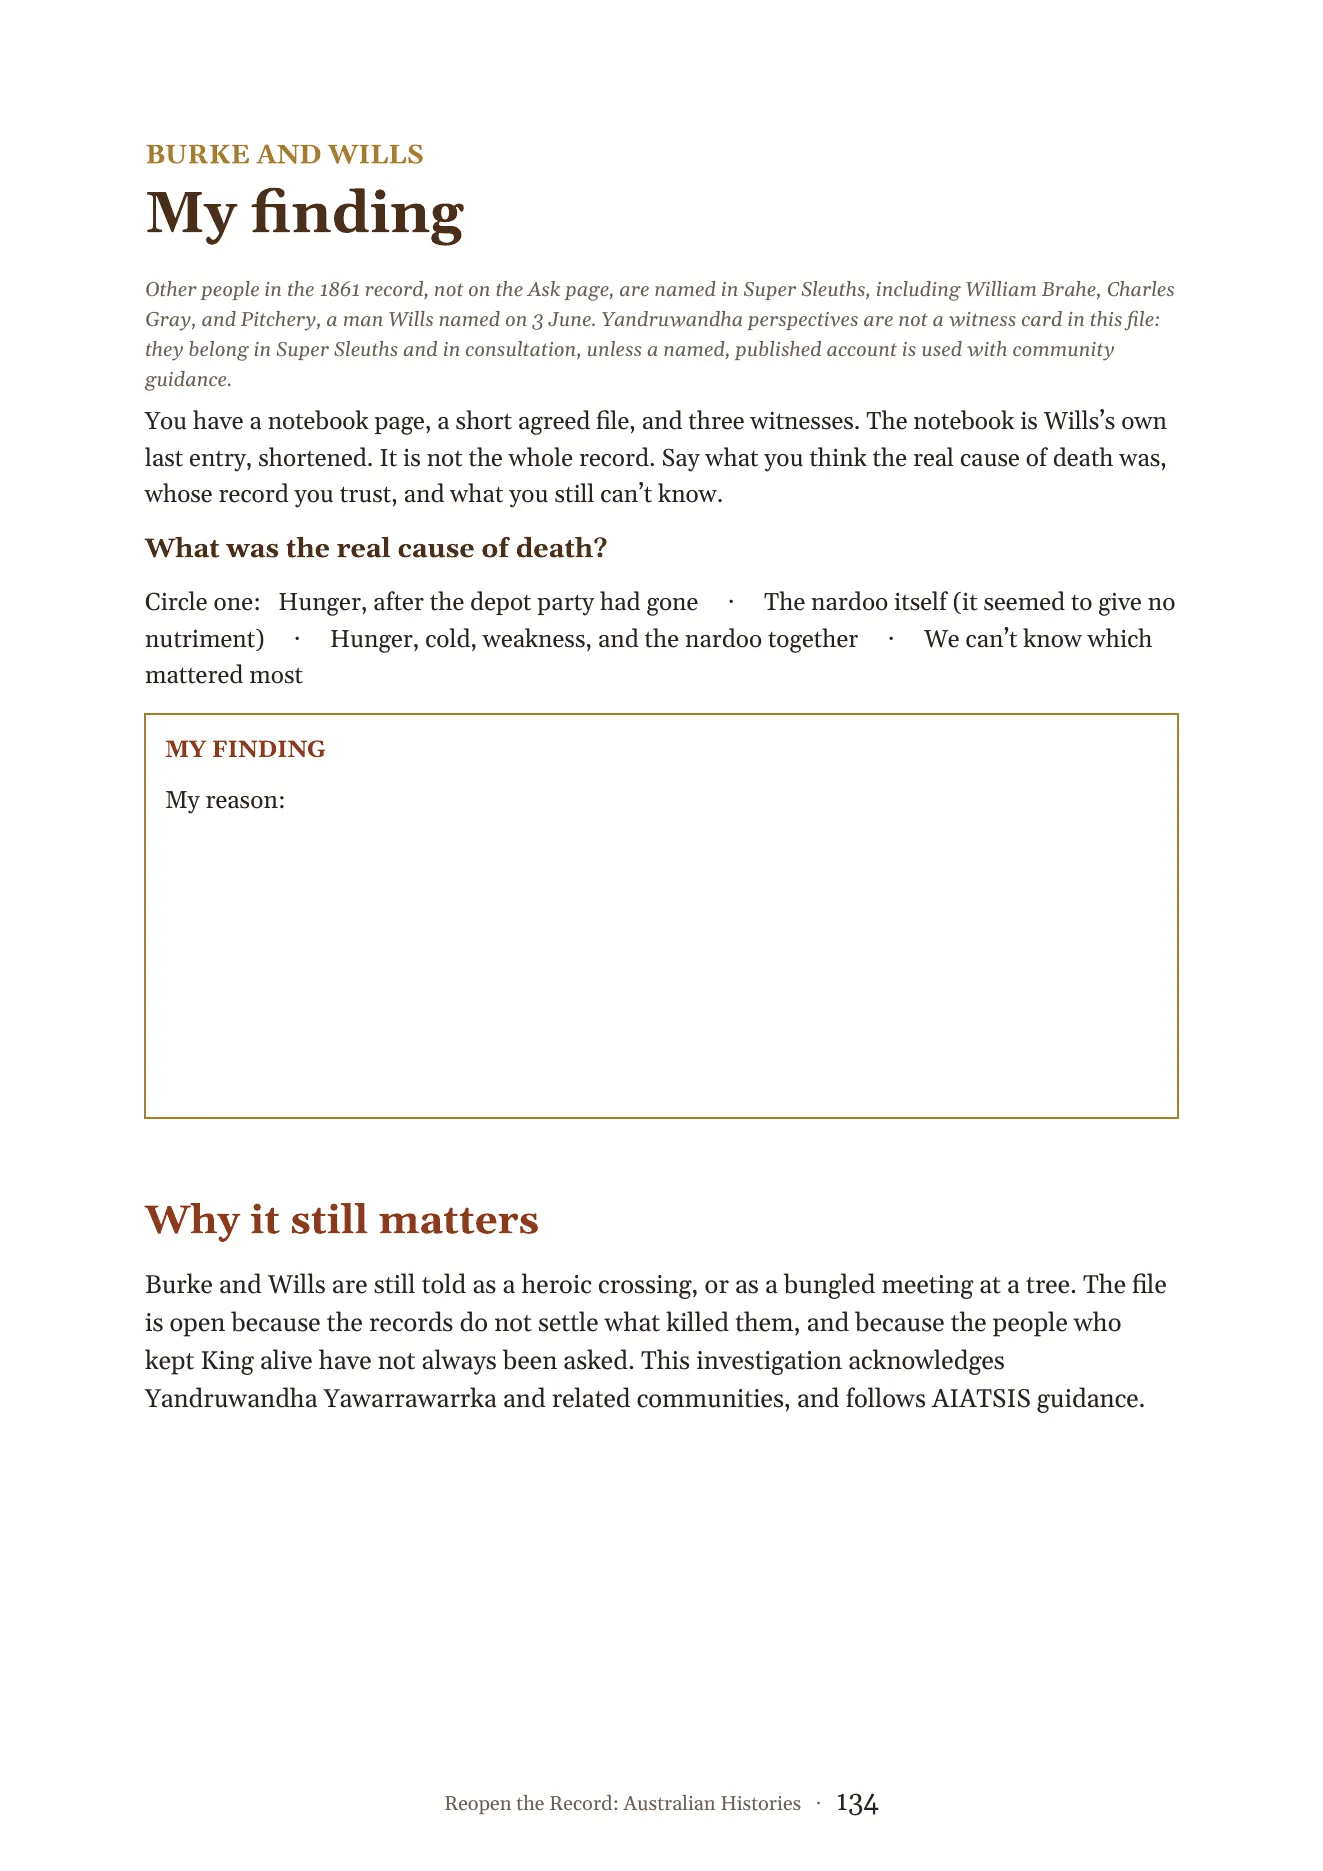 BURKE AND WILLS
My finding
Other people in the 1861 record, not on the Ask page, are named in Super Sleuths, including William Brahe, Charles
Gray, and Pitchery, a man Wills named on 3 June. Yandruwandha perspectives are not a witness card in this file:
they belong in Super Sleuths and in consultation, unless a named, published account is used with community
guidance.
You have a notebook page, a short agreed file, and three witnesses. The notebook is Wills’s own
last entry, shortened. It is not the whole record. Say what you think the real cause of death was,
whose record you trust, and what you still can’t know.
What was the real cause of death?
Circle one: Hunger, after the depot party had gone · The nardoo itself (it seemed to give no
nutriment) · Hunger, cold, weakness, and the nardoo together · We can’t know which
mattered most
MY FINDING
My reason:
Why it still matters
Burke and Wills are still told as a heroic crossing, or as a bungled meeting at a tree. The file
is open because the records do not settle what killed them, and because the people who
kept King alive have not always been asked. This investigation acknowledges
Yandruwandha Yawarrawarrka and related communities, and follows AIATSIS guidance.
Reopen the Record: Australian Histories · 134